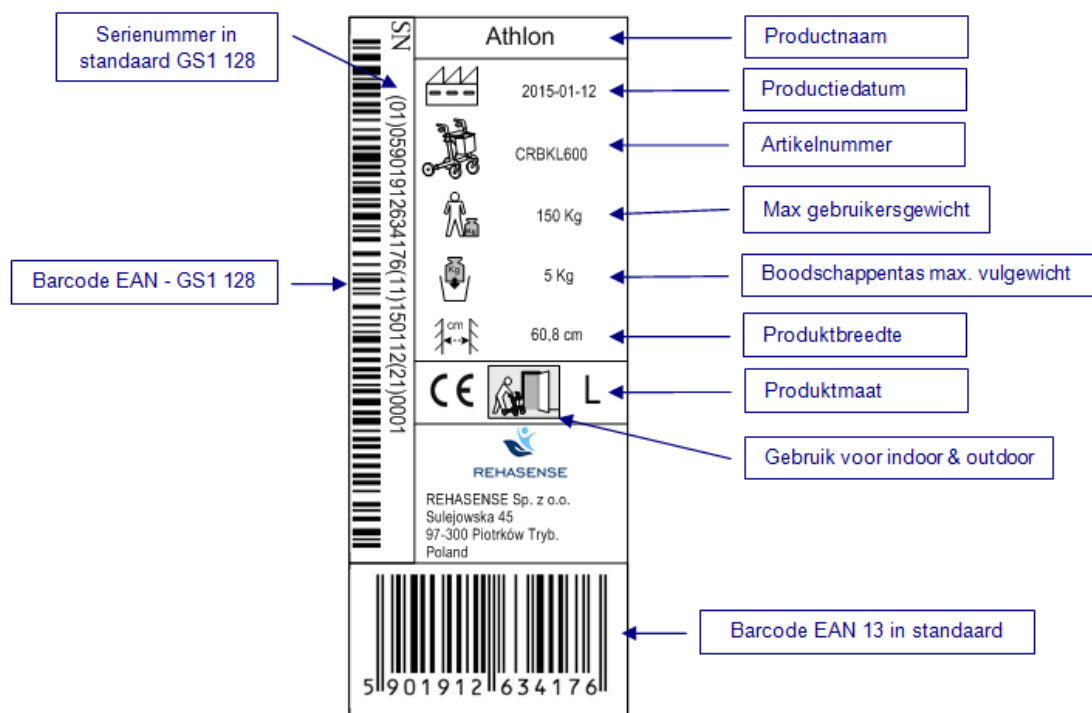 Serienummer in
standaard GS1 128
Barcode EAN - GS1 128
SN
(01)05901912634176(11)150112(21)0001
Athlon
2015-01-12
CRBKL600
Kg
150 Kg
Kg
5 Kg
cm
60,8 cm
CE
L
REHASENSE
REHASENSE Sp. z o.o.
Sulejowska 45
97-300 Piotrków Tryb.
Poland
5 901912 634176
Productnaam
Productiedatum
Artikelnummer
Max gebruikersgewicht
Boodschappentas max. vulgewicht
Produktbreedte
Produktmaat
Gebruik voor indoor & outdoor
Barcode EAN 13 in standaard